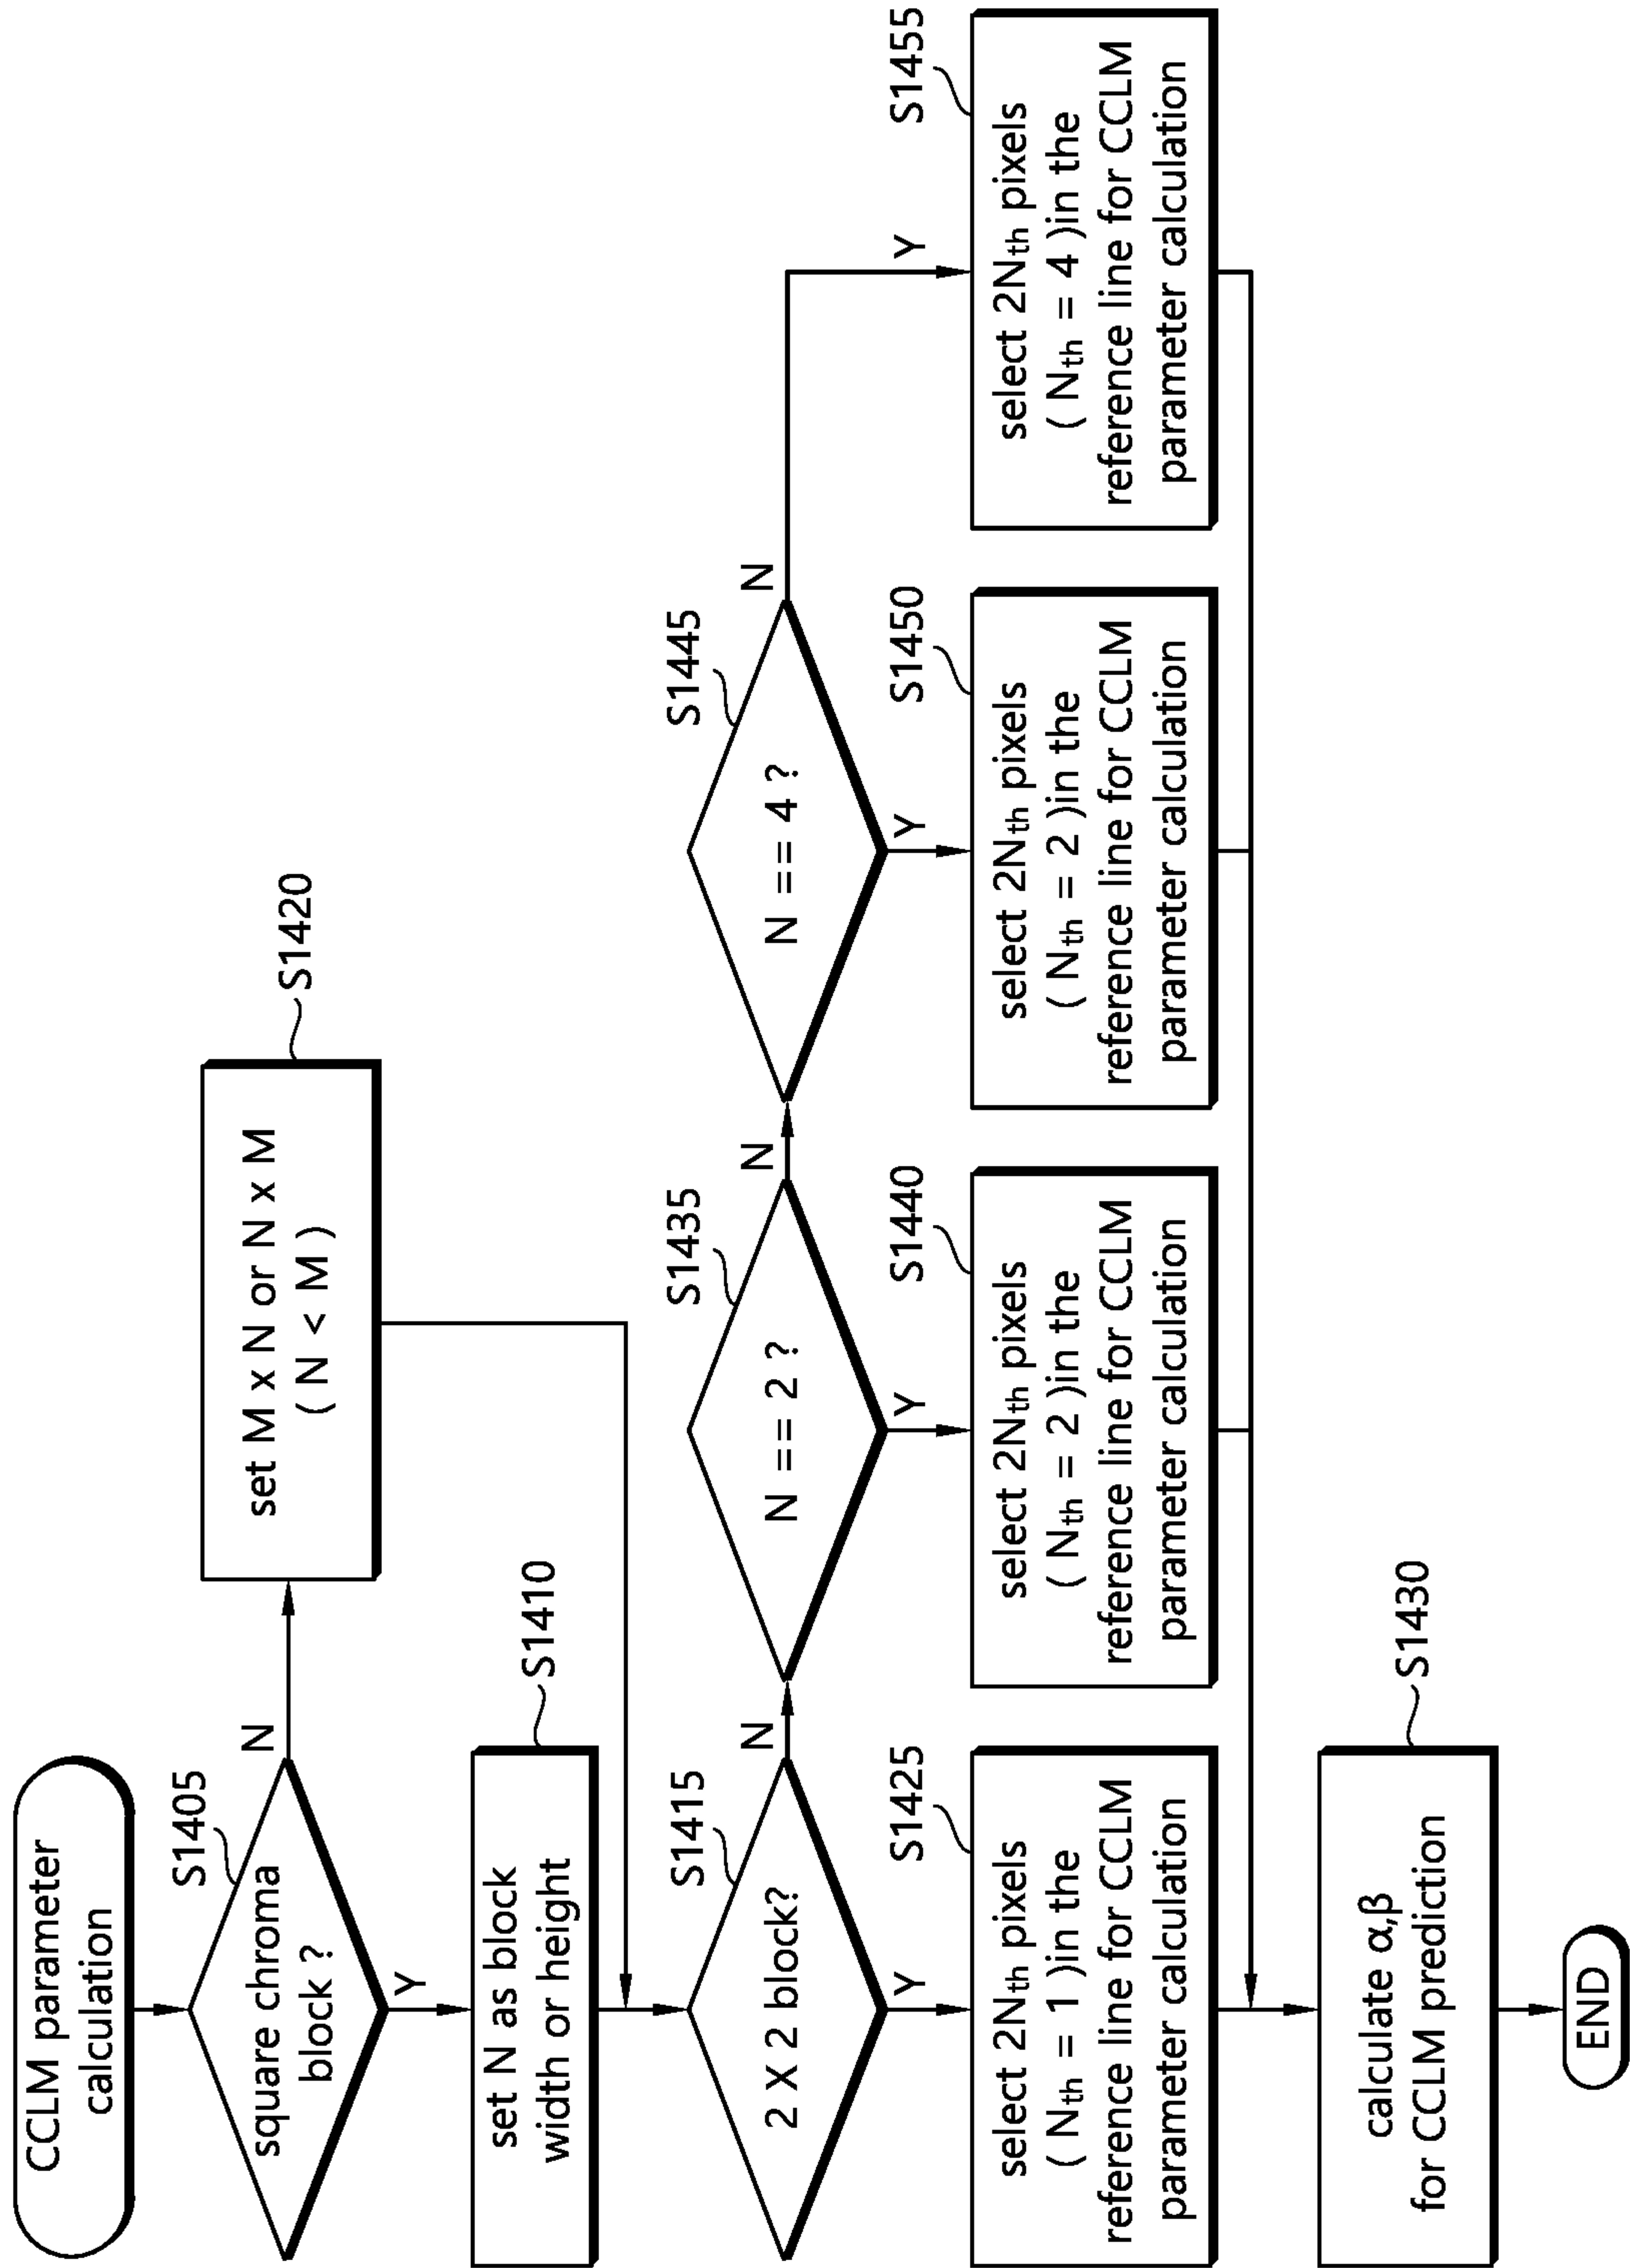 CCLM parameter
calculation
S1405
square chroma
block ?
N
Y
S1420
set M x N or N x M
( N < M )
S1410
set N as block
width or height
S1415
2 X 2 block?
N
Y
S1435
N == 2 ?
N
Y
S1445
N == 4 ?
N
Y
Y
S1425
select 2Nth pixels
( Nth = 1 )in the
reference line for CCLM
parameter calculation
S1440
select 2Nth pixels
( Nth = 2 )in the
reference line for CCLM
parameter calculation
S1450
select 2Nth pixels
( Nth = 2 )in the
reference line for CCLM
parameter calculation
S1455
select 2Nth pixels
( Nth = 4 )in the
reference line for CCLM
parameter calculation
S1430
calculate α,β
for CCLM prediction
END